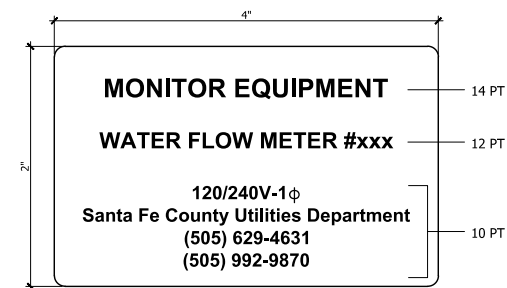 4"
MONITOR EQUIPMENT
14 PT
WATER FLOW METER #xxx
12 PT
2"
120/240V-1ϕ
Santa Fe County Utilities Department
(505) 629-4631
(505) 992-9870
10 PT